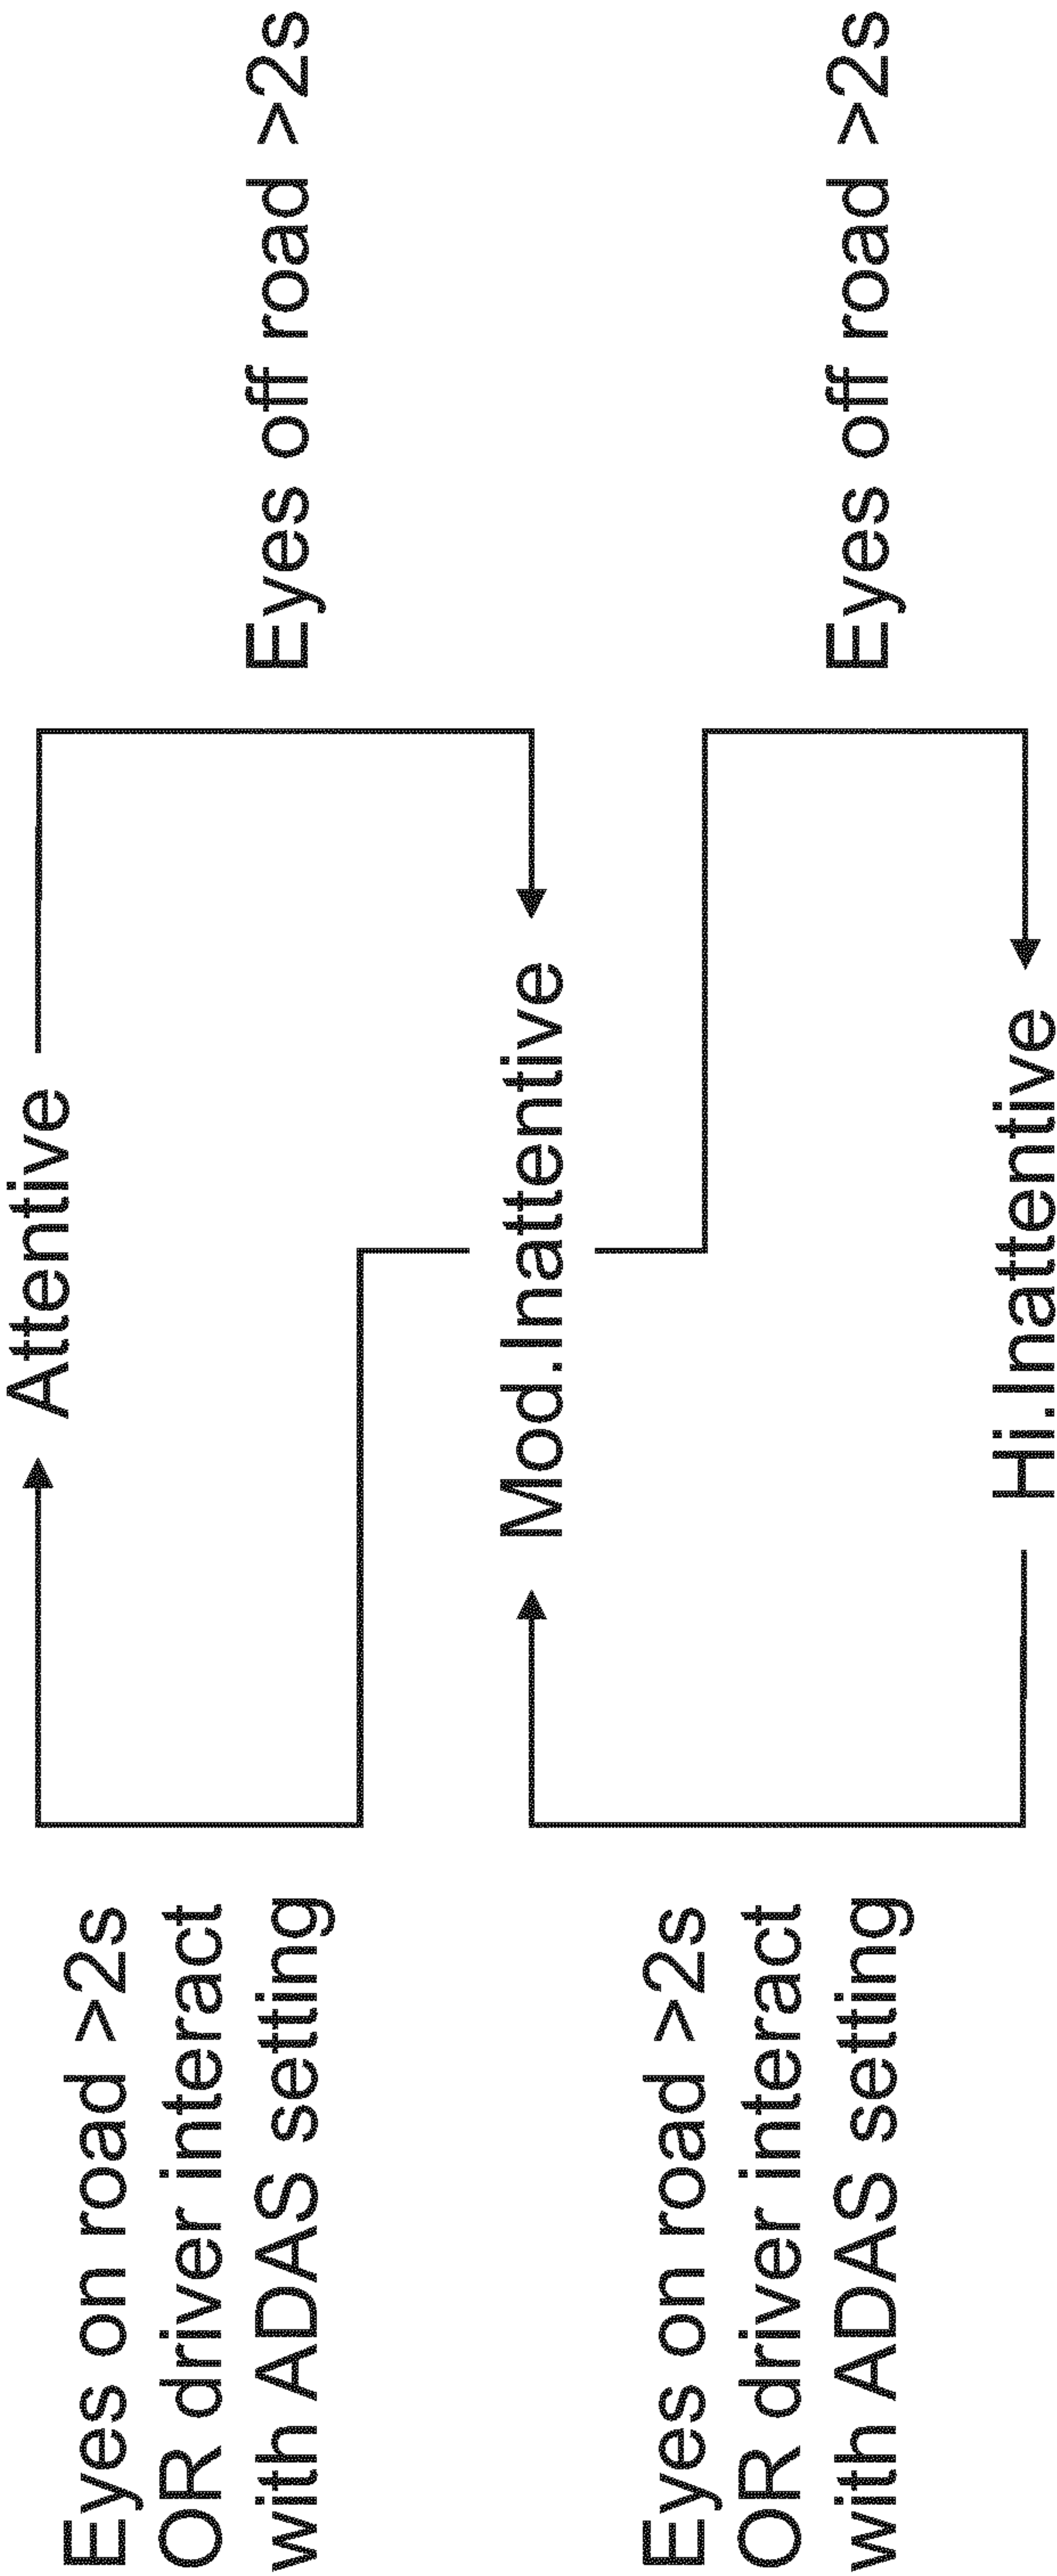 Attentive
Eyes on road >2s
OR driver interact
with ADAS setting
Eyes off road >2s
Mod.Inattentive
Eyes on road >2s
OR driver interact
with ADAS setting
Eyes off road >2s
Hi.Inattentive